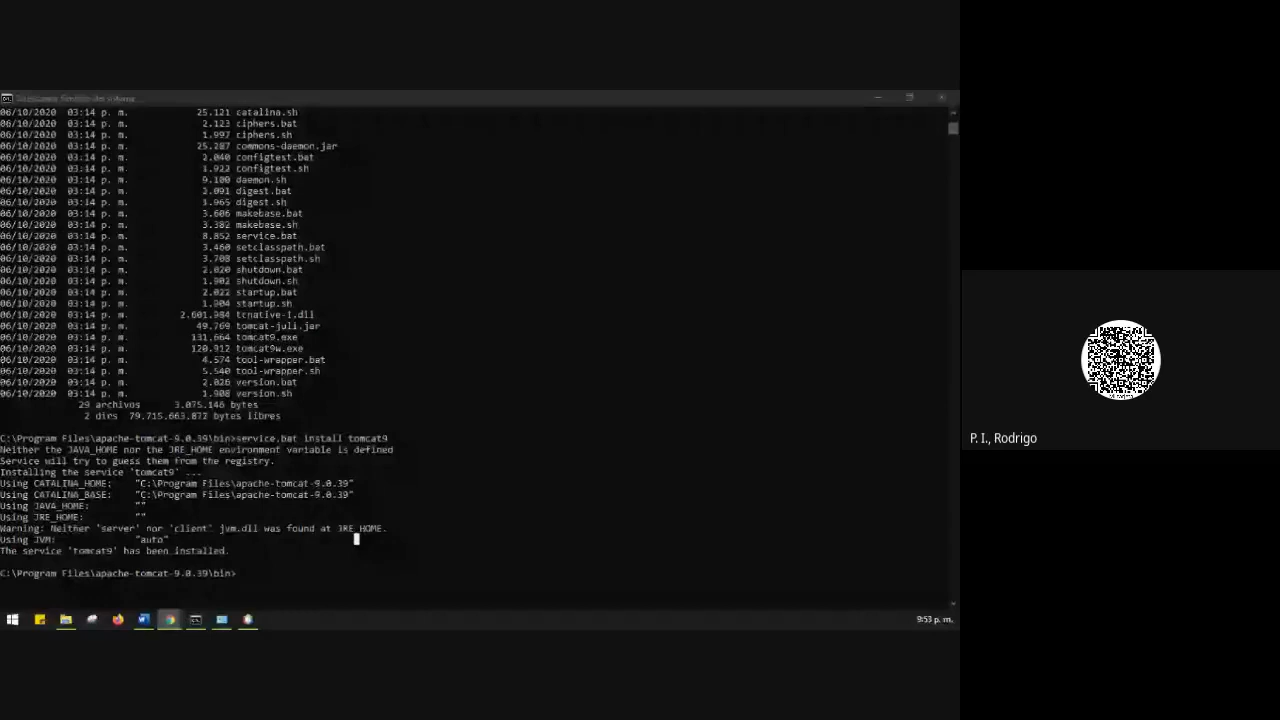 06/10/2020  03:14 p. m.            25.121 catalina.sh
06/10/2020  03:14 p. m.             2.123 ciphers.bat
06/10/2020  03:14 p. m.             1.997 ciphers.sh
06/10/2020  03:14 p. m.            25.287 commons-daemon.jar
06/10/2020  03:14 p. m.             2.040 configtest.bat
06/10/2020  03:14 p. m.             1.922 configtest.sh
06/10/2020  03:14 p. m.             9.100 daemon.sh
06/10/2020  03:14 p. m.             2.091 digest.bat
06/10/2020  03:14 p. m.             1.965 digest.sh
06/10/2020  03:14 p. m.             3.606 makebase.bat
06/10/2020  03:14 p. m.             3.382 makebase.sh
06/10/2020  03:14 p. m.             8.852 service.bat
06/10/2020  03:14 p. m.             3.460 setclasspath.bat
06/10/2020  03:14 p. m.             3.708 setclasspath.sh
06/10/2020  03:14 p. m.             2.020 shutdown.bat
06/10/2020  03:14 p. m.             1.902 shutdown.sh
06/10/2020  03:14 p. m.             2.022 startup.bat
06/10/2020  03:14 p. m.             1.904 startup.sh
06/10/2020  03:14 p. m.         2.601.984 tcnative-1.dll
06/10/2020  03:14 p. m.            49.769 tomcat-juli.jar
06/10/2020  03:14 p. m.           131.664 tomcat9.exe
06/10/2020  03:14 p. m.           120.912 tomcat9w.exe
06/10/2020  03:14 p. m.             4.574 tool-wrapper.bat
06/10/2020  03:14 p. m.             5.540 tool-wrapper.sh
06/10/2020  03:14 p. m.             2.026 version.bat
06/10/2020  03:14 p. m.             1.908 version.sh
29 archivos      3.075.146 bytes
2 dirs  79.715.663.872 bytes libres
C:\Program Files\apache-tomcat-9.0.39\bin>service.bat install tomcat9
Neither the JAVA_HOME nor the JRE_HOME environment variable is defined
Service will try to guess them from the registry.
Installing the service 'tomcat9' ...
Using CATALINA_HOME:    "C:\Program Files\apache-tomcat-9.0.39"
Using CATALINA_BASE:    "C:\Program Files\apache-tomcat-9.0.39"
Using JAVA_HOME:        ""
Using JRE_HOME:         ""
Warning: Neither 'server' nor 'client' jvm.dll was found at JRE_HOME.
Using JVM:              "auto"
The service 'tomcat9' has been installed.
C:\Program Files\apache-tomcat-9.0.39\bin>
9:53 p. m.
P. I., Rodrigo